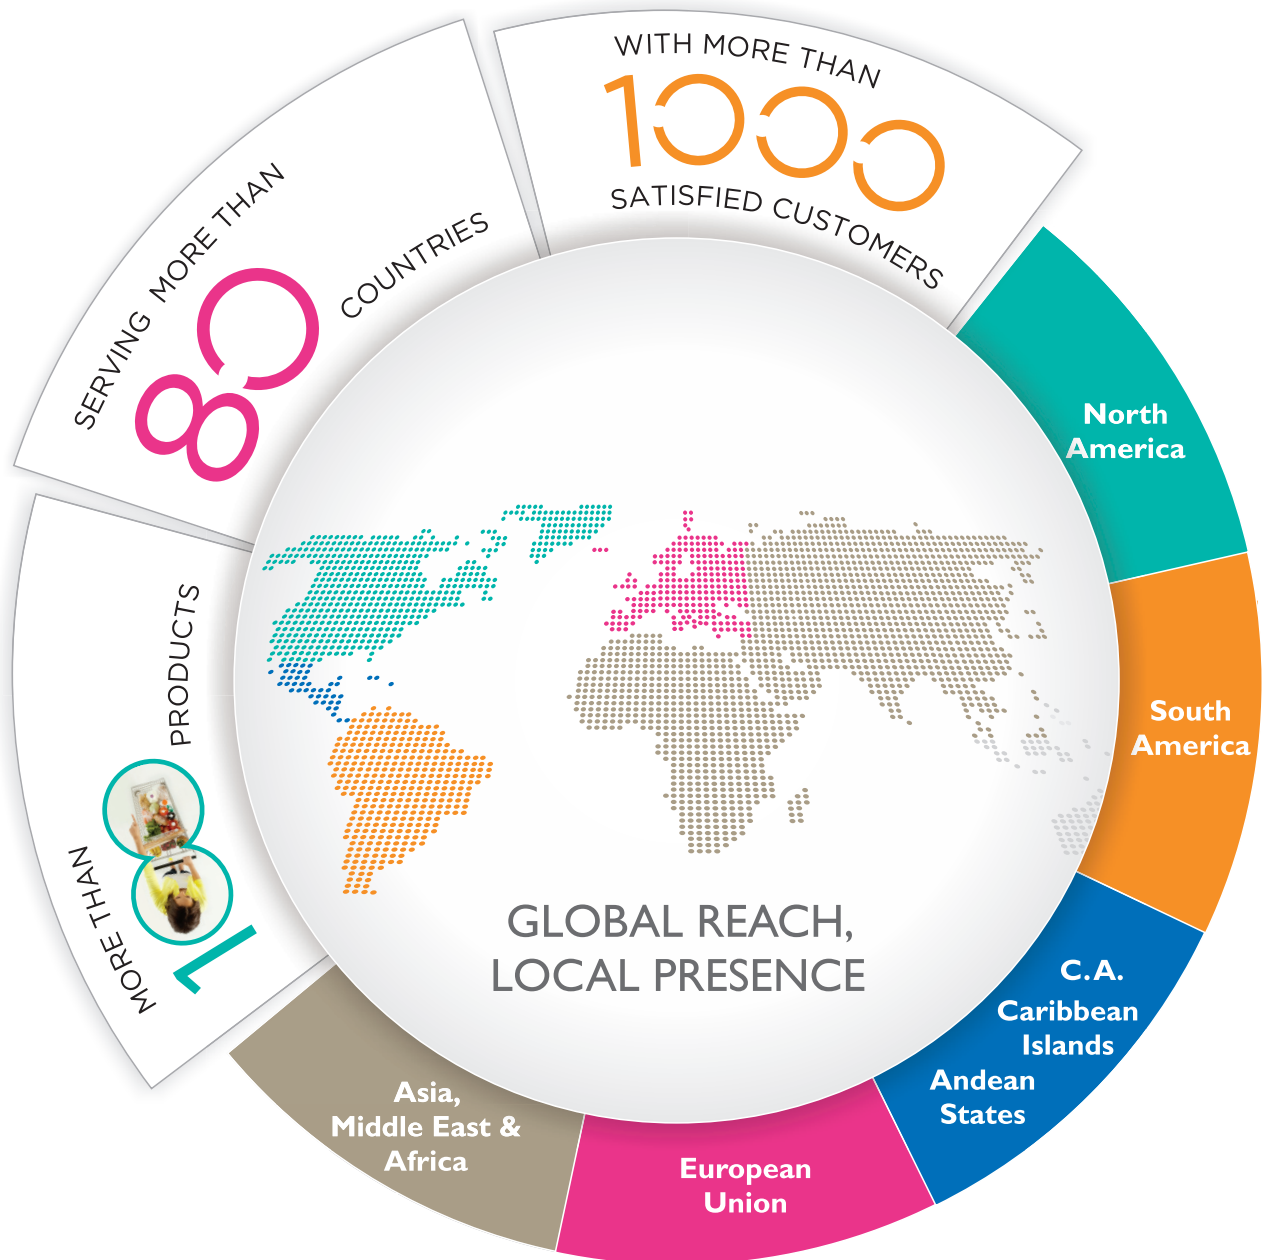 MORE THAN
100
PRODUCTS
SERVING MORE THAN
80
COUNTRIES
WITH MORE THAN
1000
SATISFIED CUSTOMERS
North
America
South
America
C.A.
Caribbean
Islands
Andean
States
European
Union
Asia,
Middle East &
Africa
GLOBAL REACH,
LOCAL PRESENCE